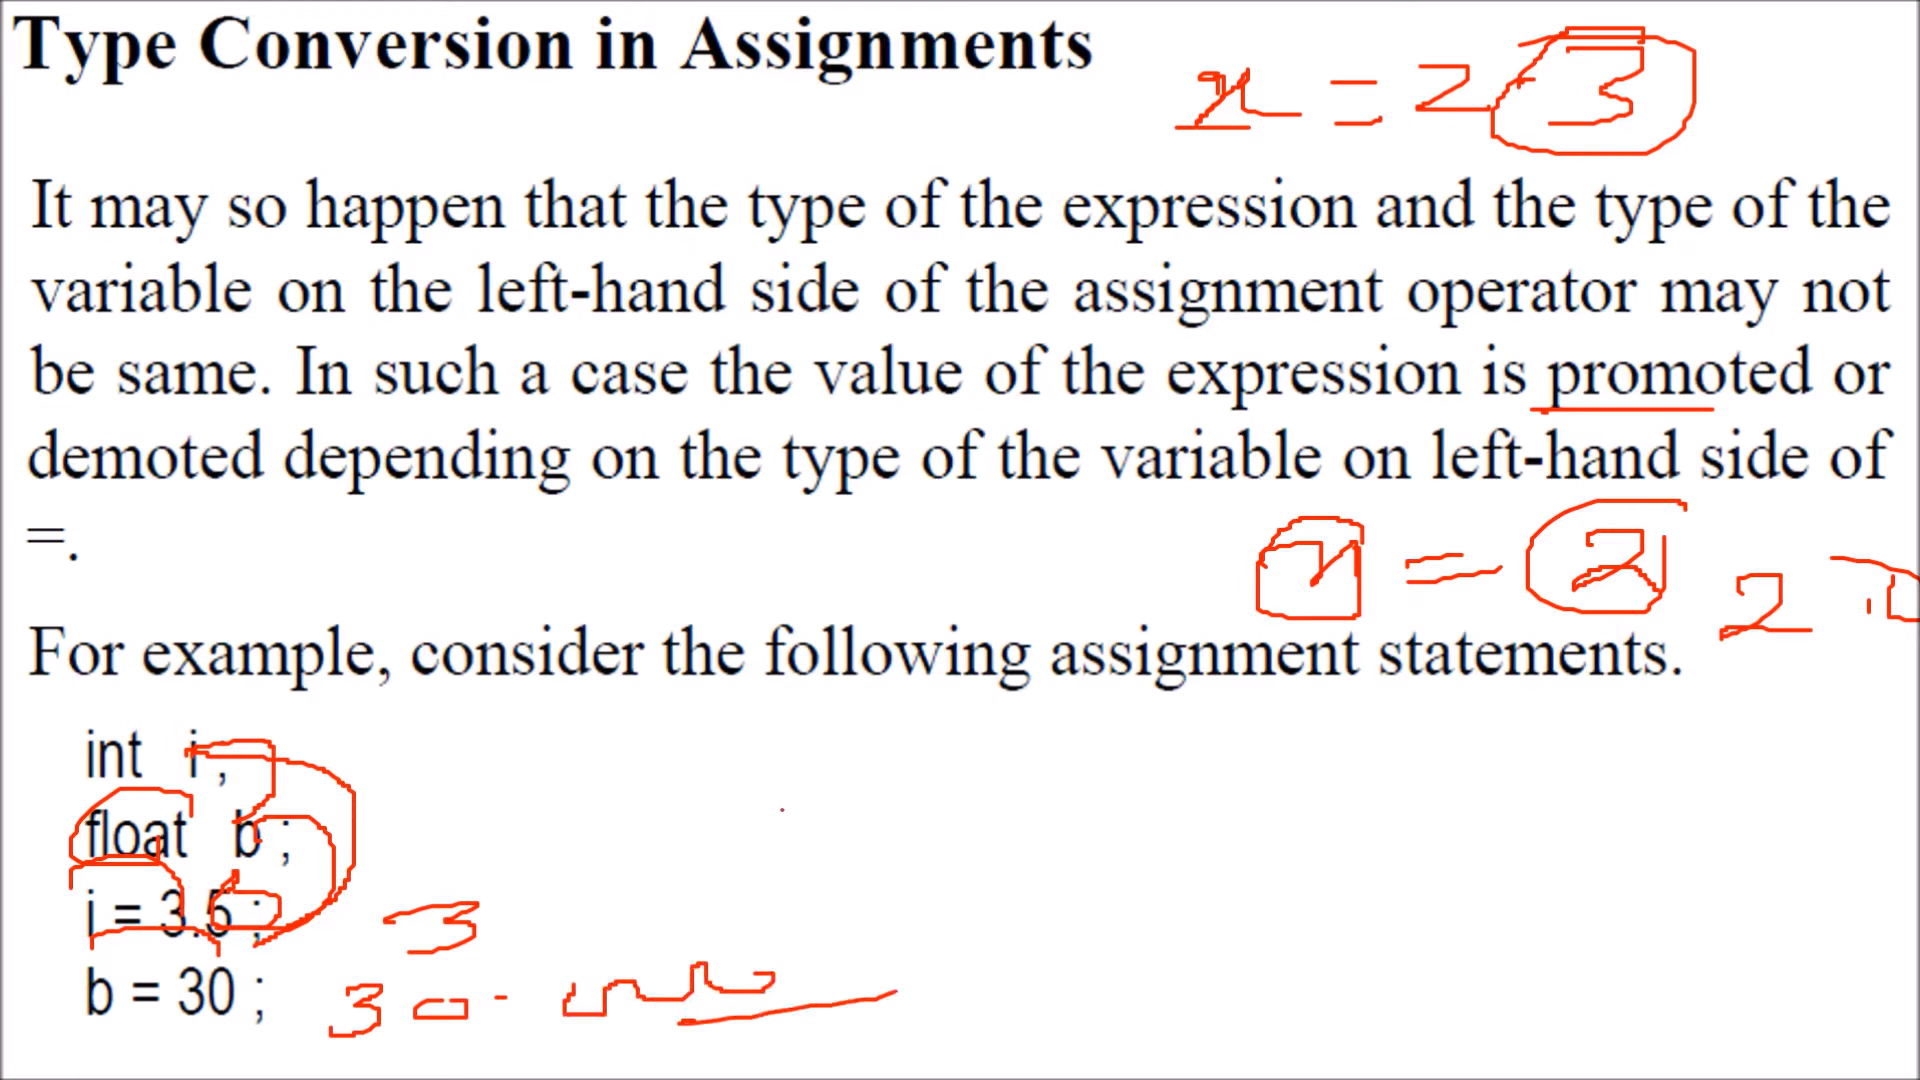 Type Conversion in Assignments
x = 2.3
It may so happen that the type of the expression and the type of the
variable on the left-hand side of the assignment operator may not
be same. In such a case the value of the expression is promoted or
demoted depending on the type of the variable on left-hand side of
=.
= 2
2
For example, consider the following assignment statements.
int i ;
float b ;
i = 3.5 ; 3
b = 30 ; 30.